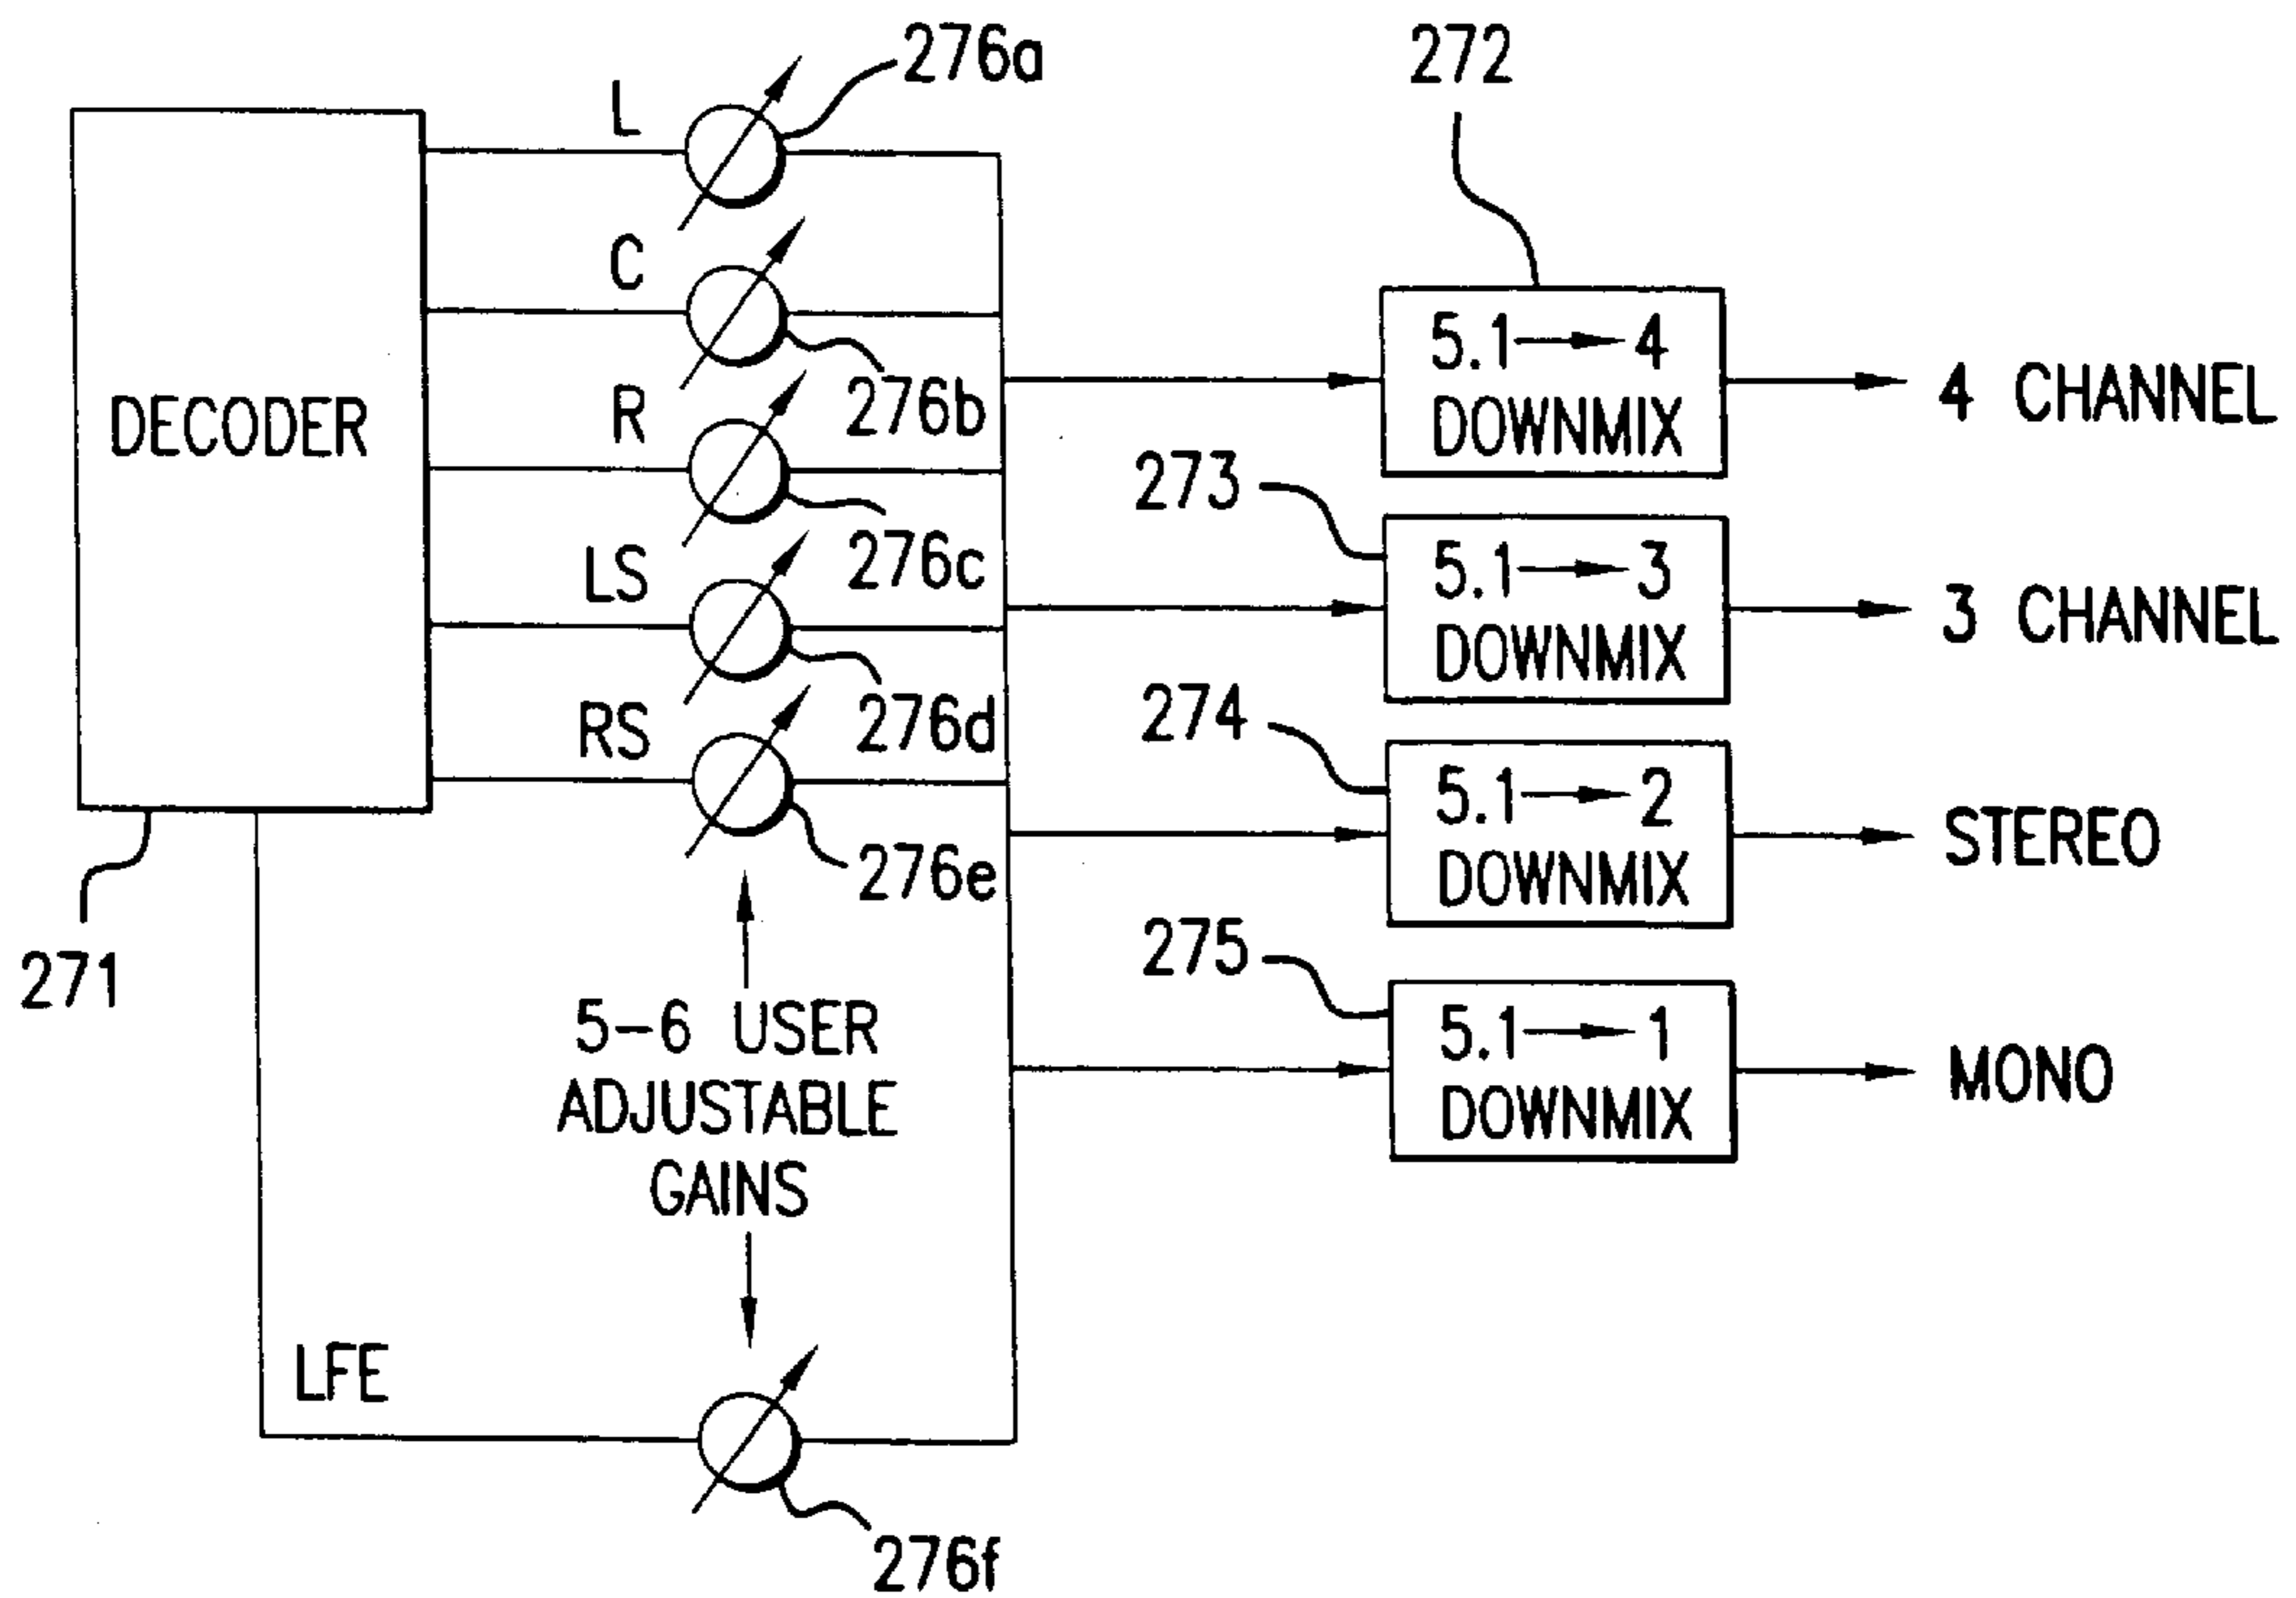 276a
272
L
C
DECODER
R
276b
276c
LS
276d
RS
276e
271
5-6 USER
ADJUSTABLE
GAINS
LFE
276f
5.1→4
DOWNMIX
4 CHANNEL
273
5.1→3
DOWNMIX
3 CHANNEL
274
5.1→2
DOWNMIX
STEREO
275
5.1→1
DOWNMIX
MONO